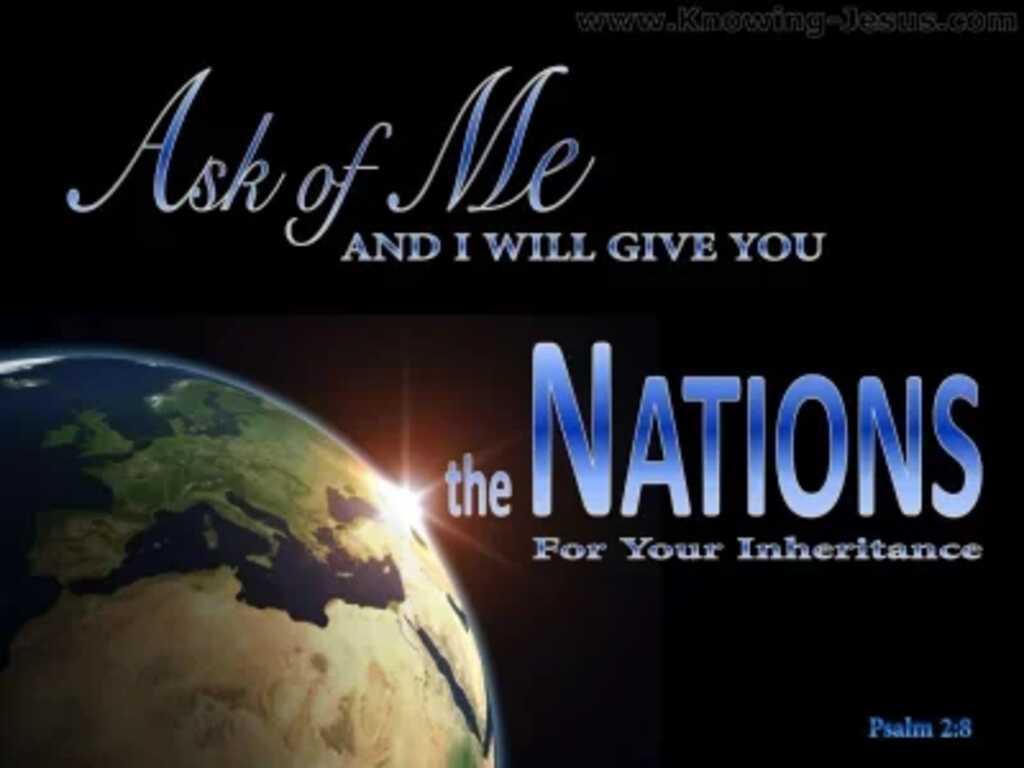 www.Knowing-Jesus.com
Ask of Me
AND I WILL GIVE YOU
the NATIONS
For Your Inheritance
Psalm 2:8